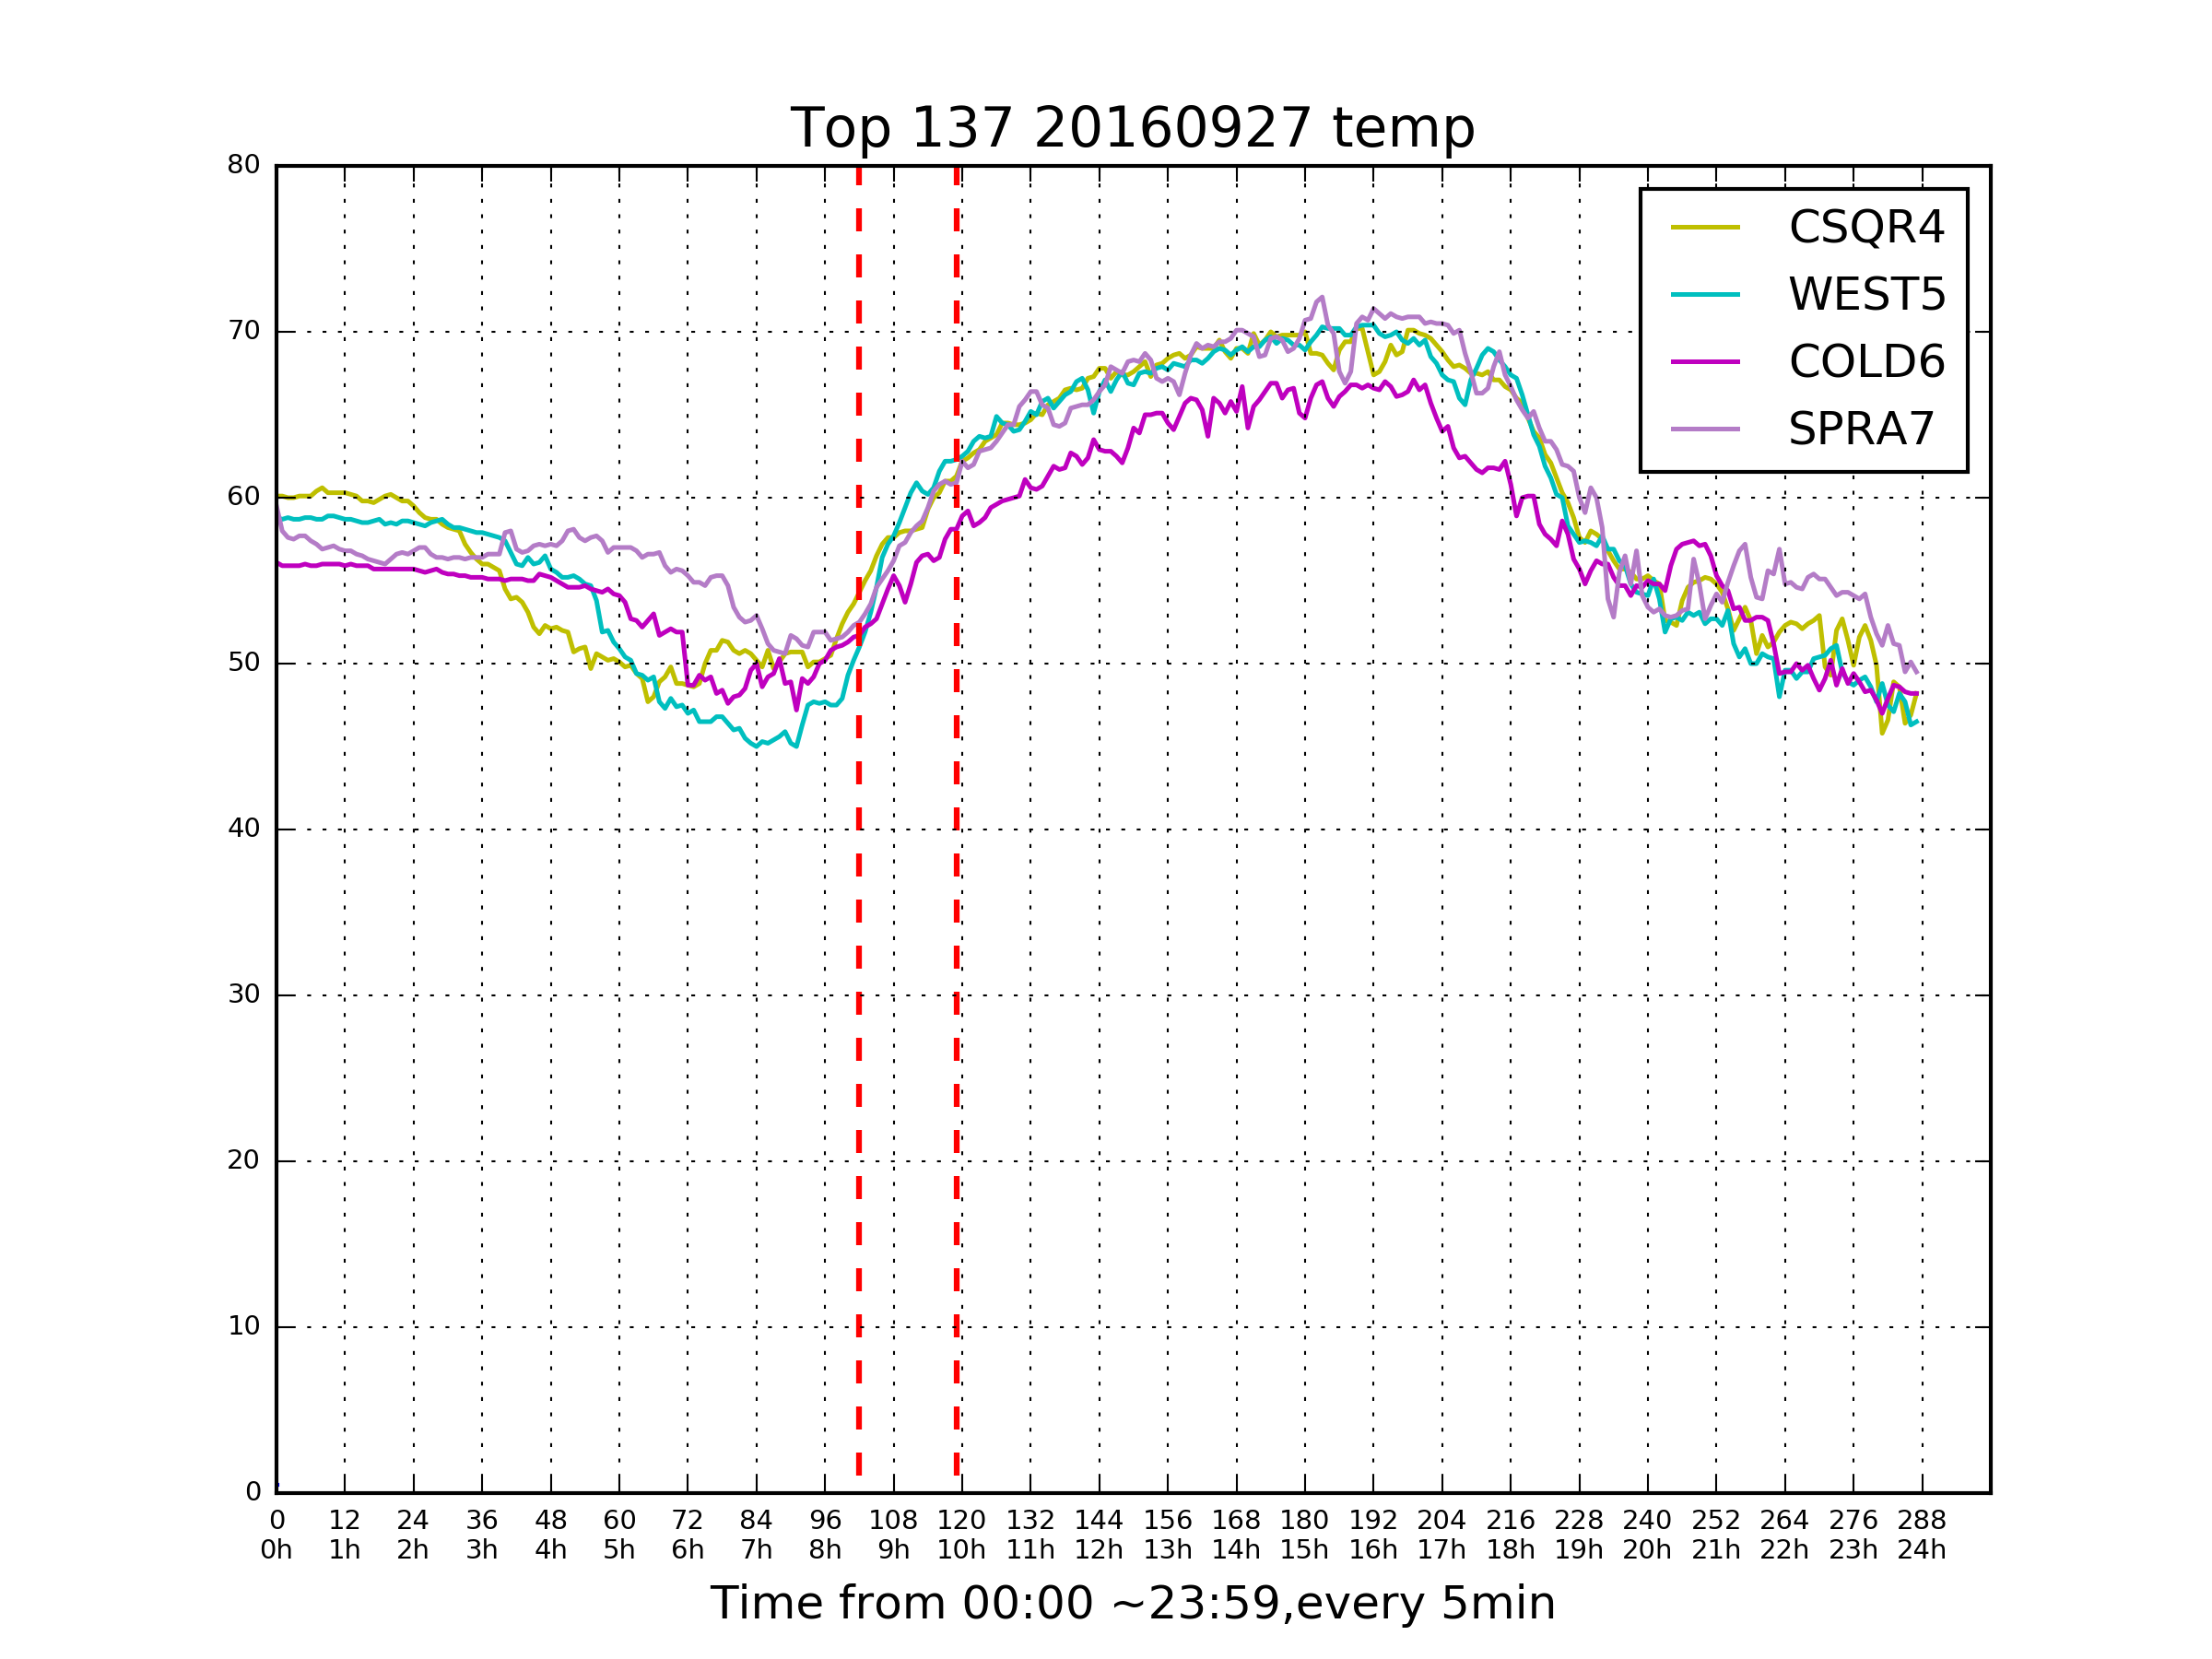 Top 137 20160927 temp
80
70
60
50
40
30
20
10
0
CSQR4
WEST5
COLD6
SPRA7
0 12 24 36 48 60 72 84 96 108 120 132 144 156 168 180 192 204 216 228 240 252 264 276 288
0h 1h 2h 3h 4h 5h 6h 7h 8h 9h 10h 11h 12h 13h 14h 15h 16h 17h 18h 19h 20h 21h 22h 23h 24h
Time from 00:00 ~23:59,every 5min